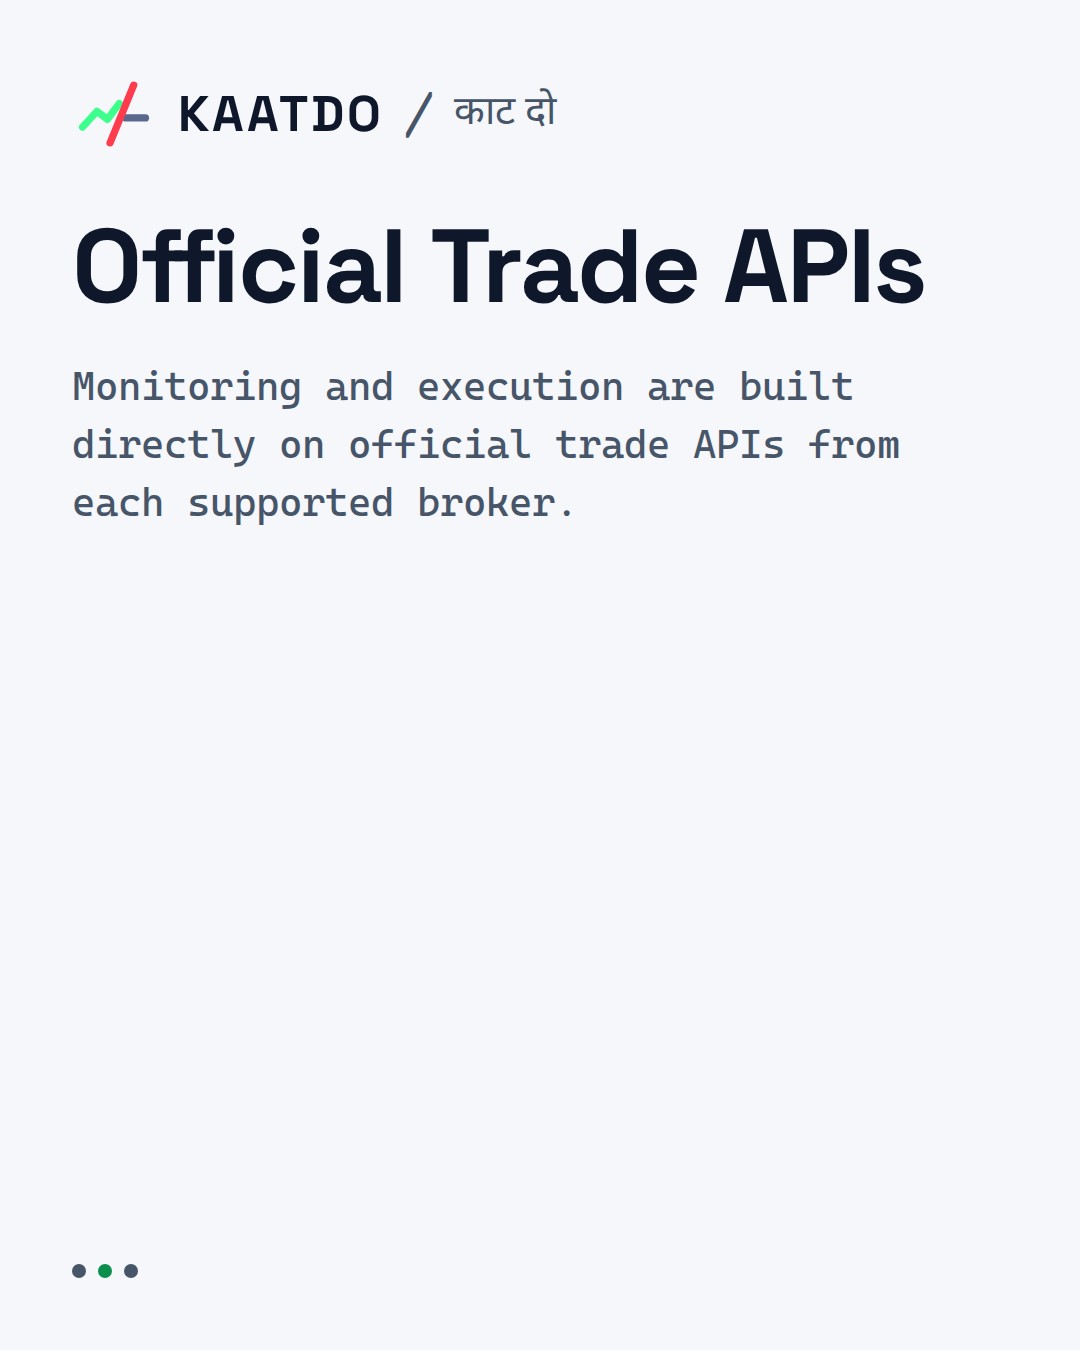 KAATDO / काट दो
Official Trade APIs
Monitoring and execution are built
directly on official trade APIs from
each supported broker.